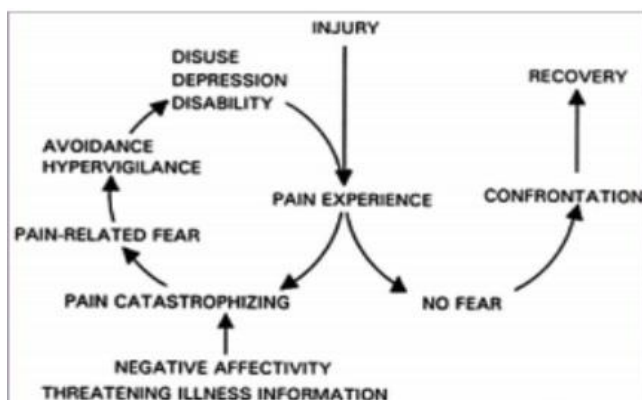 INJURY
DISUSE
DEPRESSION
DISABILITY
RECOVERY
AVOIDANCE
HYPERVIGILANCE
PAIN EXPERIENCE
CONFRONTATION
PAIN-RELATED FEAR
PAIN CATASTROPHIZING
NO FEAR
NEGATIVE AFFECTIVITY
THREATENING ILLNESS INFORMATION